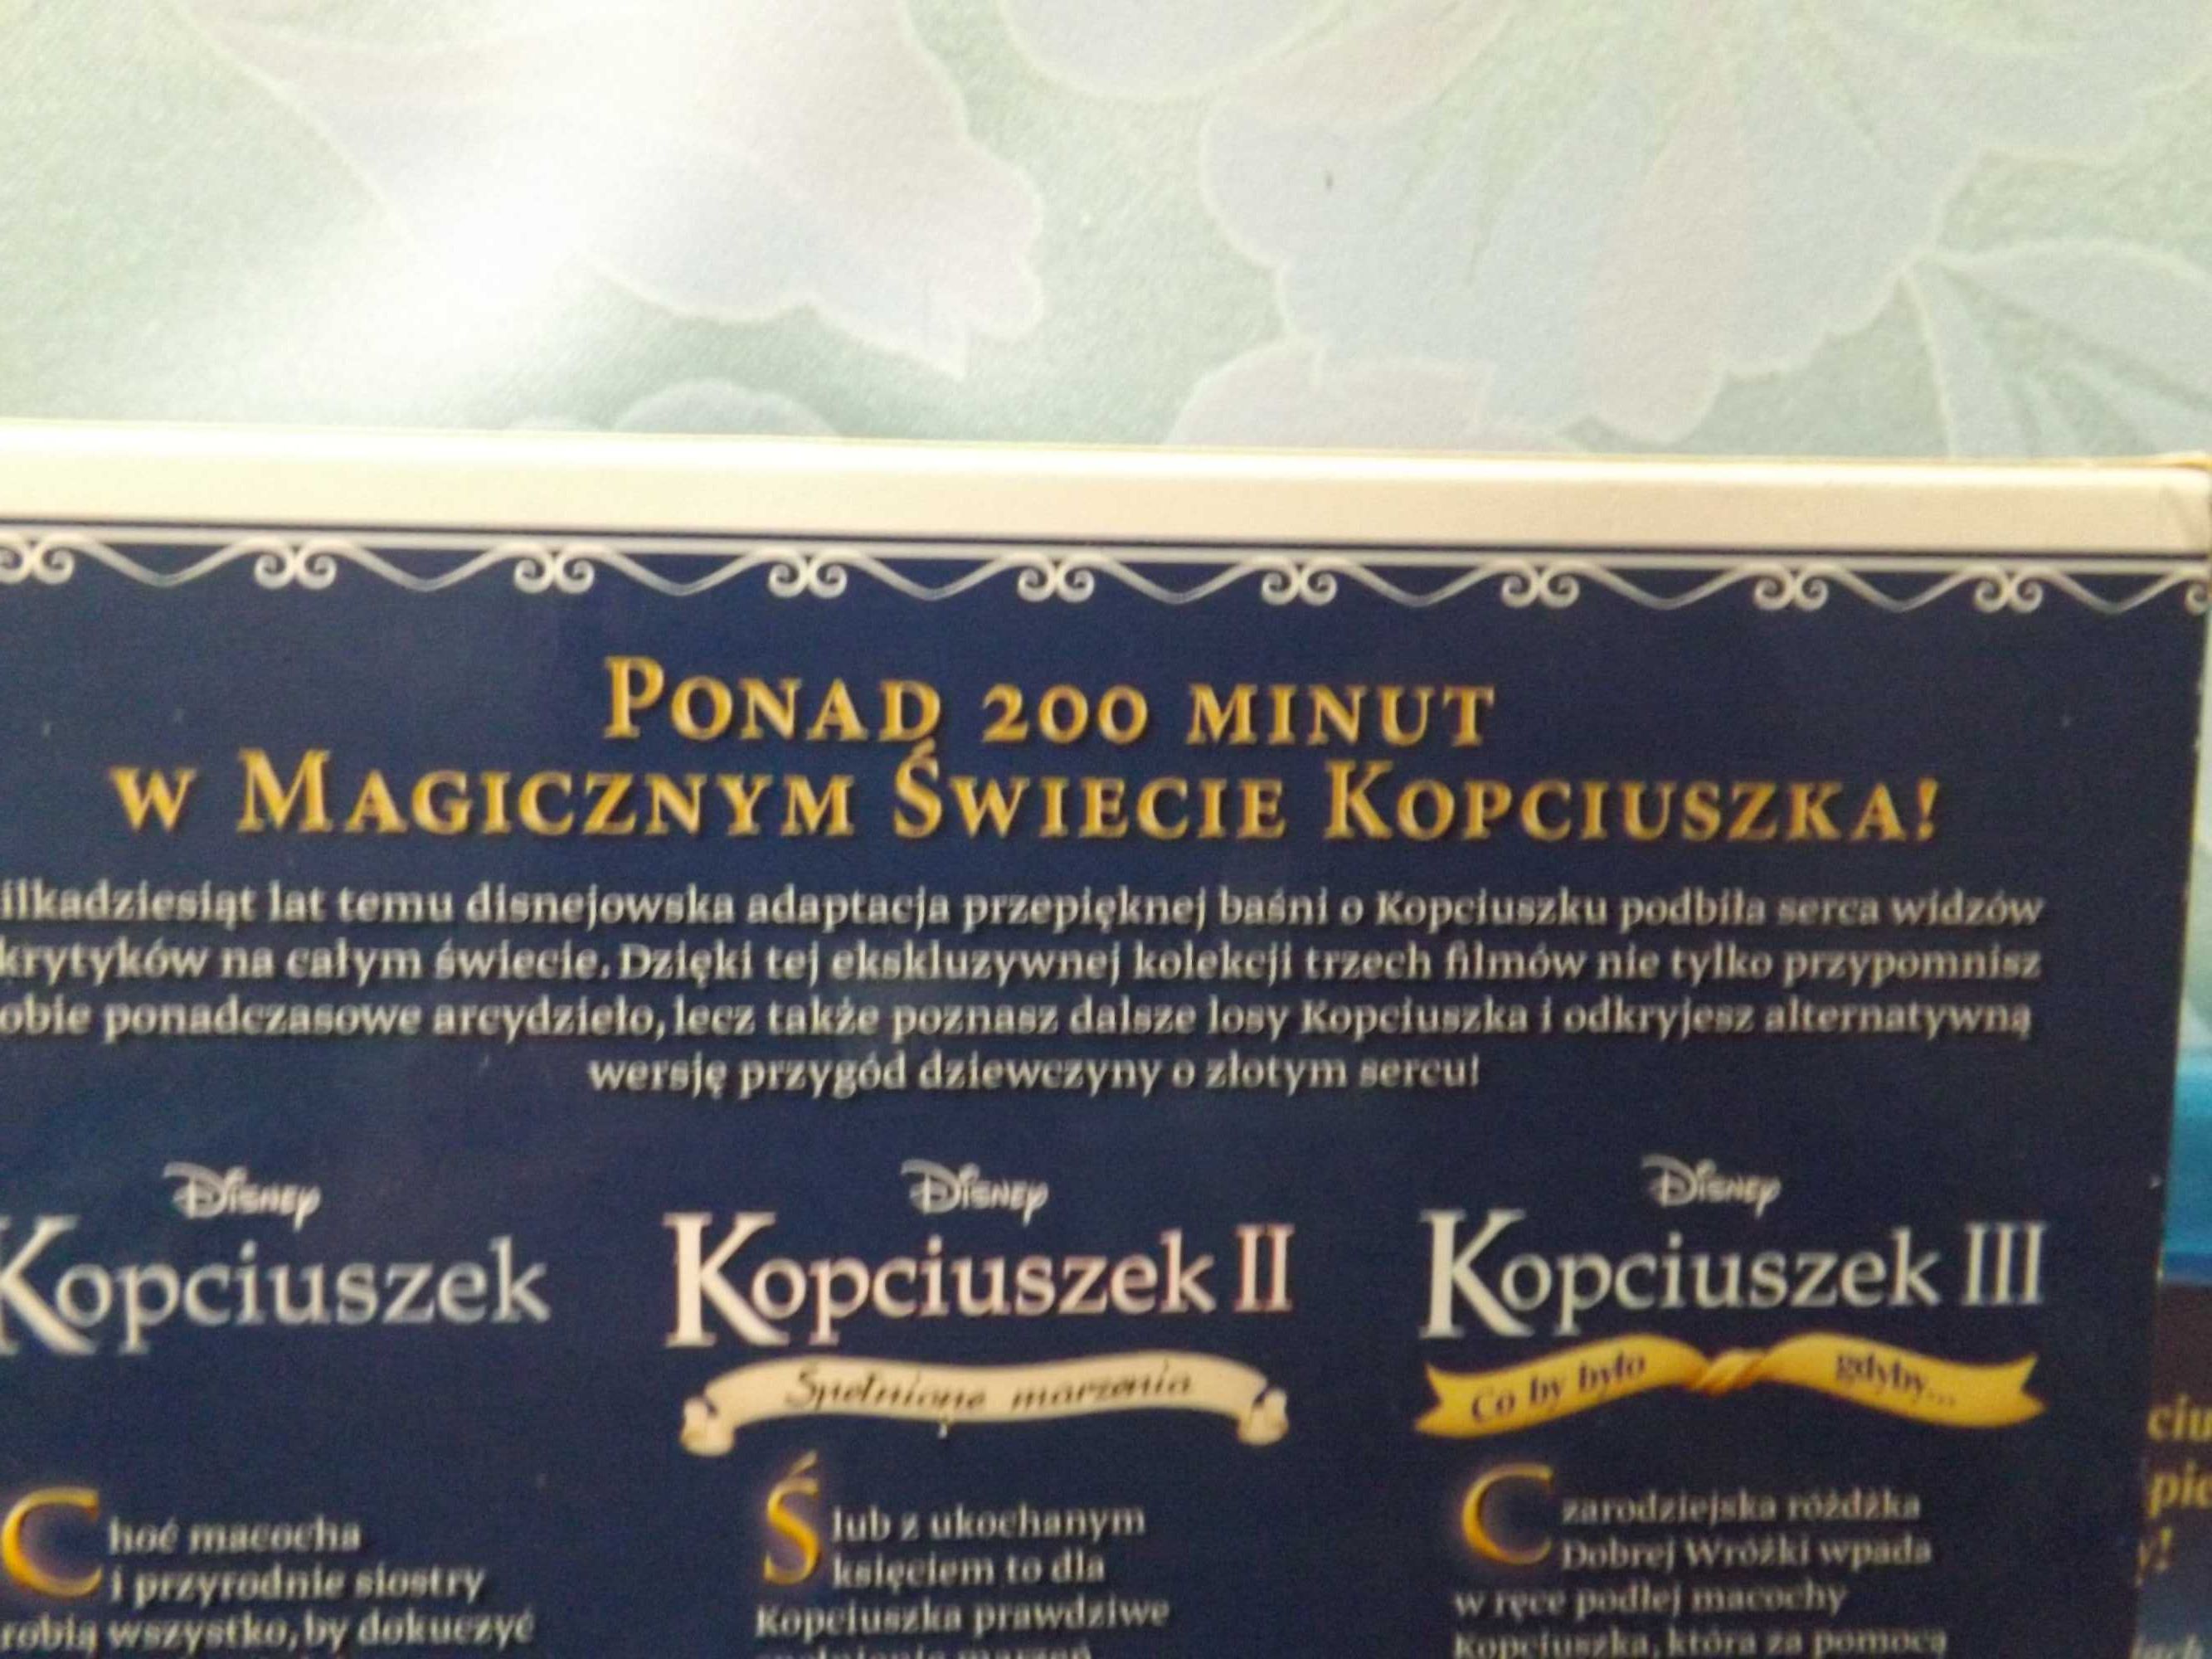 PONAD 200 MINUT
W MAGICZNYM ŚWIECIE KOPCIUSZKA!
ilkadziesiąt lat temu disnejowska adaptacja przepięknej baśni o Kopciuszku podbiła serca widzów
krytyków na całym świecie. Dzięki tej ekskluzywnej kolekcji trzech filmów nie tylko przypomnisz
obie ponadczasowe arcydzieło, lecz także poznasz dalsze losy Kopciuszka i odkryjesz alternatywną
wersję przygód dziewczyny o złotym sercu!
Disney
Kopciuszek
Choć macocha
i przyrodnie siostry
robią wszystko, by dokuczyć
Disney
Kopciuszek II
Spełnione marzenia
Ślub z ukochanym
księciem to dla
Kopciuszka prawdziwe
spełnienie marzeń
Disney
Kopciuszek III
Co by było gdyby...
Czarodziejska różdżka
Dobrej Wróżki wpada
w ręce podłej macochy
Kopciuszka, która za pomocą
ciu
pię
y!